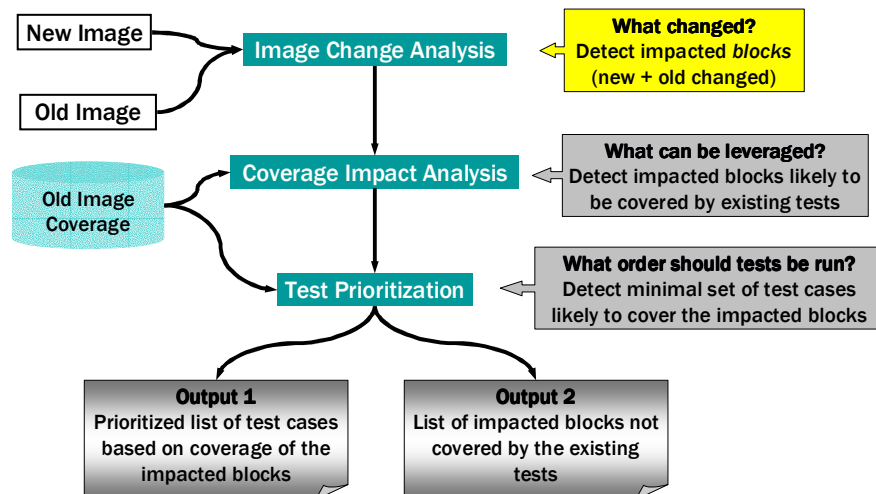 New Image
Old Image
Image Change Analysis
What changed?
Detect impacted blocks
(new + old changed)
Old Image
Coverage
Coverage Impact Analysis
What can be leveraged?
Detect impacted blocks likely to
be covered by existing tests
Test Prioritization
What order should tests be run?
Detect minimal set of test cases
likely to cover the impacted blocks
Output 1
Prioritized list of test cases
based on coverage of the
impacted blocks
Output 2
List of impacted blocks not
covered by the existing
tests